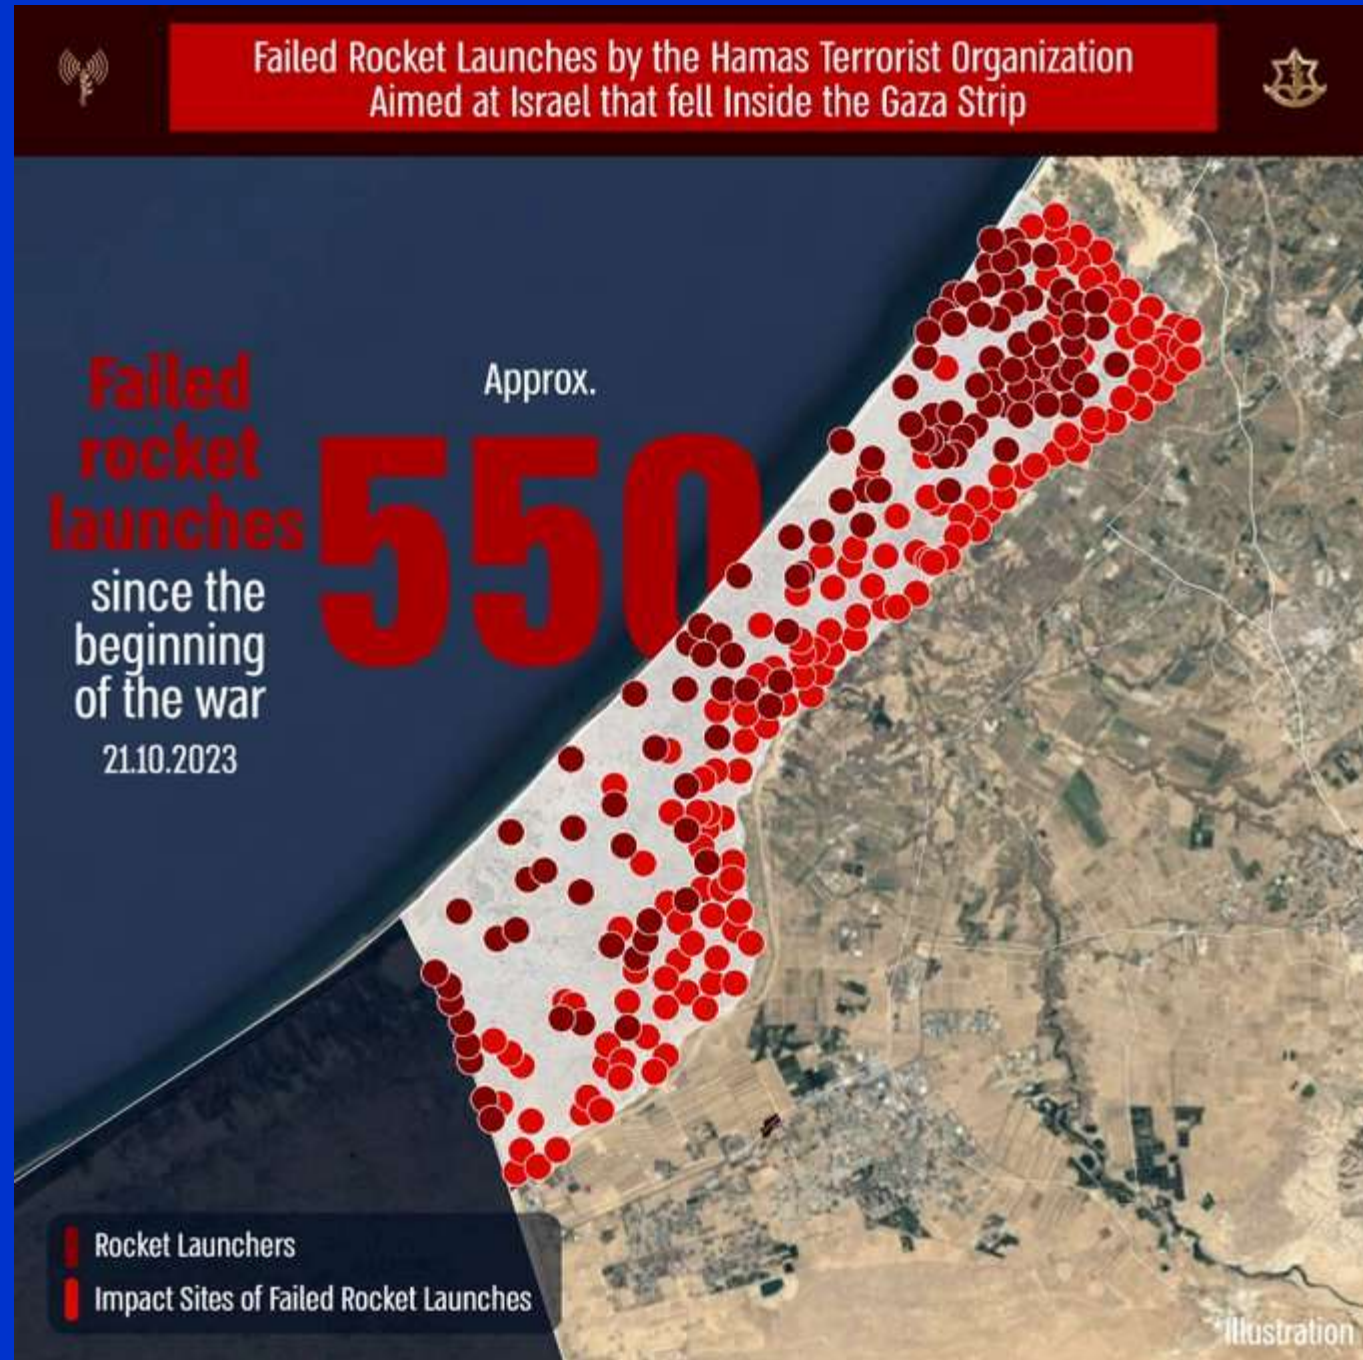 Failed Rocket Launches by the Hamas Terrorist Organization
Aimed at Israel that fell Inside the Gaza Strip
Failed
rocket
launches
since the
beginning
of the war
21.10.2023
Approx.
550
Rocket Launchers
Impact Sites of Failed Rocket Launches
*Illustration